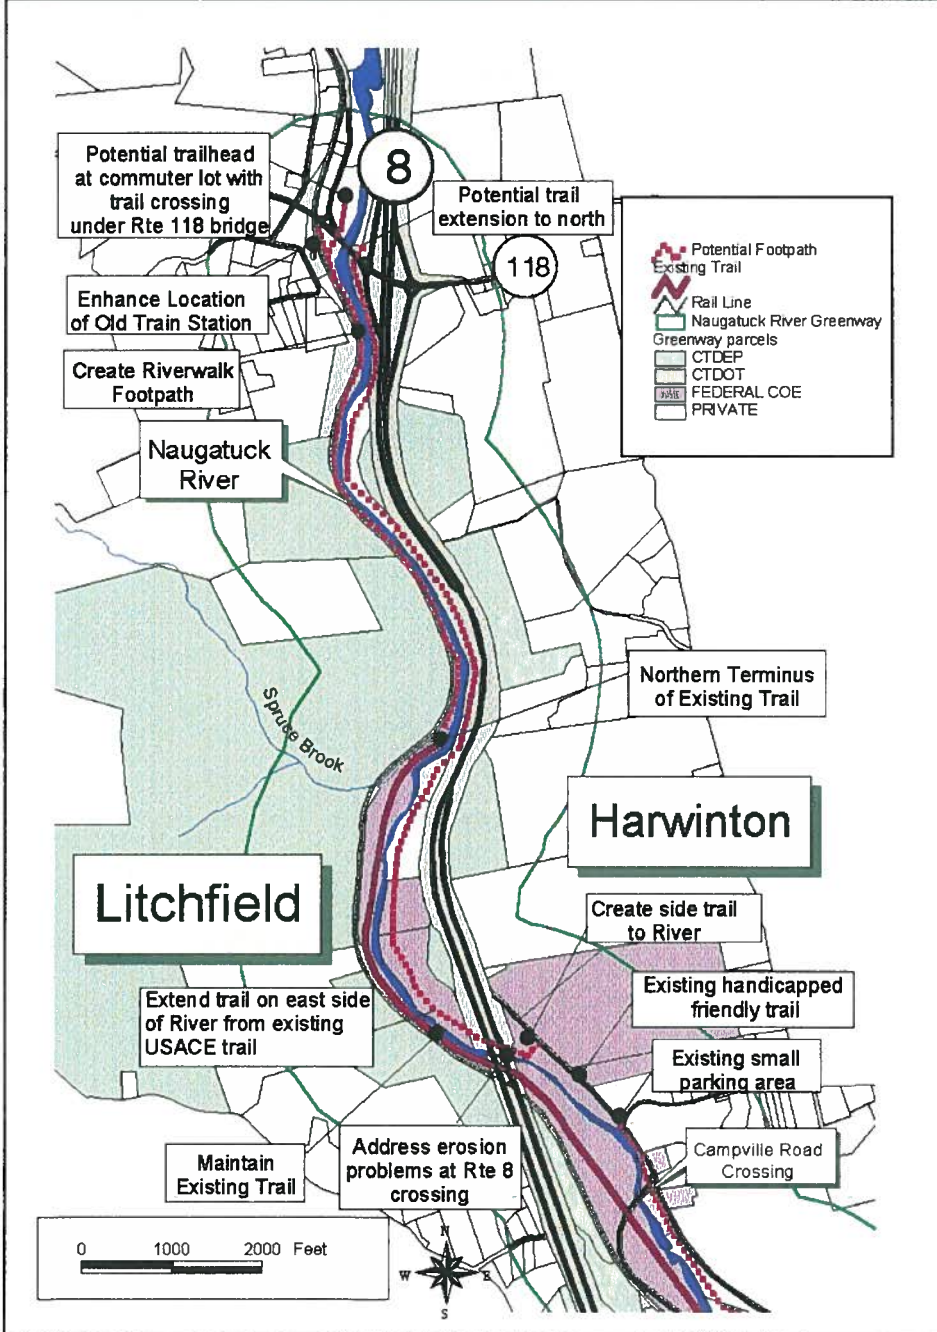 Potential trailhead
at commuter lot with
trail crossing
under Rte 118 bridge
8
Potential trail
extension to north
118
Enhance Location
of Old Train Station
Create Riverwalk
Footpath
Naugatuck
River
Potential Footpath
Existing Trail
Rail Line
Naugatuck River Greenway
Greenway parcels
CTDEP
CTDOT
FEDERAL COE
PRIVATE
Northern Terminus
of Existing Trail
Spruce Brook
Harwinton
Litchfield
Create side trail
to River
Existing handicapped
friendly trail
Extend trail on east side
of River from existing
USACE trail
Existing small
parking area
Address erosion
problems at Rte 8
crossing
Campville Road
Crossing
Maintain
Existing Trail
0 1000 2000 Feet
N
W E
S